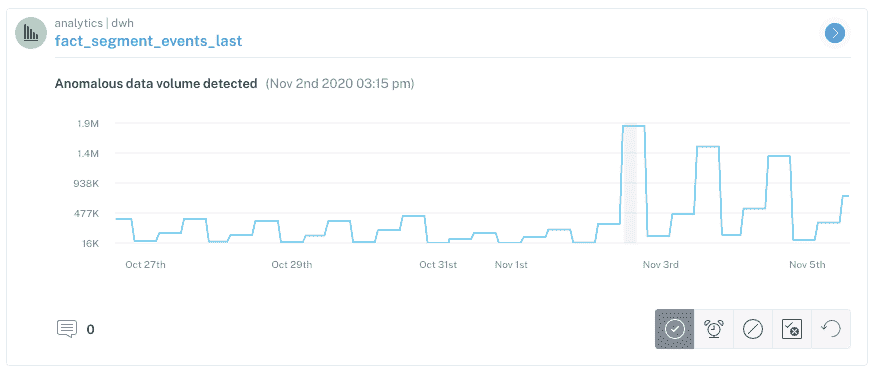 analytics | dwh
fact_segment_events_last
Anomalous data volume detected (Nov 2nd 2020 03:15 pm)
1.9M
1.4M
938K
477K
16K
Oct 27th Oct 29th Oct 31st Nov 1st Nov 3rd Nov 5th
0